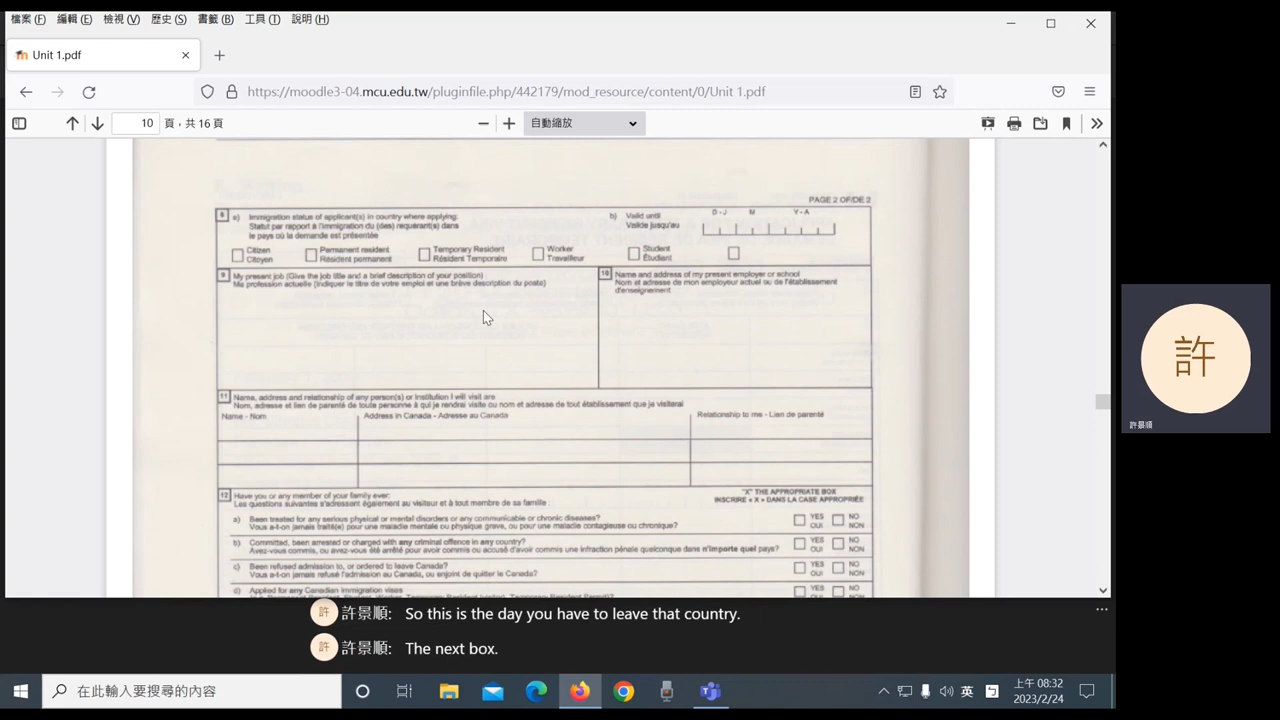 檔案 (F) 編輯 (E) 檢視 (V) 歷史 (S) 書籤 (B) 工具 (T) 說明 (H)
Unit 1.pdf
https://moodle3-04.mcu.edu.tw/pluginfile.php/442179/mod_resource/content/0/Unit 1.pdf
10 頁,共 16 頁
自動縮放
PAGE 2 OF/DE 2
8 a) Immigration status of applicant(s) in country where applying:
Statut par rapport à l'immigration du (des) requérant(s) dans
le pays où la demande est présentée
b) Valid until
Valide jusqu'au
D - J M Y - A
Citizen
Citoyen
Permanent resident
Résident permanent
Temporary Resident
Résident Temporaire
Worker
Travailleur
Student
Étudiant
9 My present job (Give the job title and a brief description of your position)
Ma profession actuelle (Indiquer le titre de votre emploi et une brève description du poste)
10 Name and address of my present employer or school
Nom et adresse de mon employeur actuel ou de l'établissement
d'enseignement
11 Name, address and relationship of any person(s) or institution I will visit are
Nom, adresse et lien de parenté de toute personne à qui je rendrai visite ou nom et adresse de tout établissement que je visiterai
Name - Nom
Address in Canada - Adresse au Canada
Relationship to me - Lien de parenté
12 Have you or any member of your family ever:
Les questions suivantes s'adressent également au visiteur et à tout membre de sa famille :
"X" THE APPROPRIATE BOX
INSCRIRE « X » DANS LA CASE APPROPRIÉE
a) Been treated for any serious physical or mental disorders or any communicable or chronic diseases?
Vous a-t-on jamais traité(e) pour une maladie mentale ou physique grave, ou pour une maladie contagieuse ou chronique?
YES NO
OUI NON
b) Committed, been arrested or charged with any criminal offence in any country?
Avez-vous commis, ou avez-vous été arrêté pour avoir commis ou accusé d'avoir commis une infraction pénale quelconque dans n'importe quel pays?
YES NO
OUI NON
c) Been refused admission to, or ordered to leave Canada?
Vous a-t-on jamais refusé l'admission au Canada, ou enjoint de quitter le Canada?
YES NO
OUI NON
d) Applied for any Canadian Immigration visas
YES NO
許
許景順
許 許景順: So this is the day you have to leave that country.
許 許景順: The next box.
在此輸入要搜尋的內容
英
上午 08:32
2023/2/24